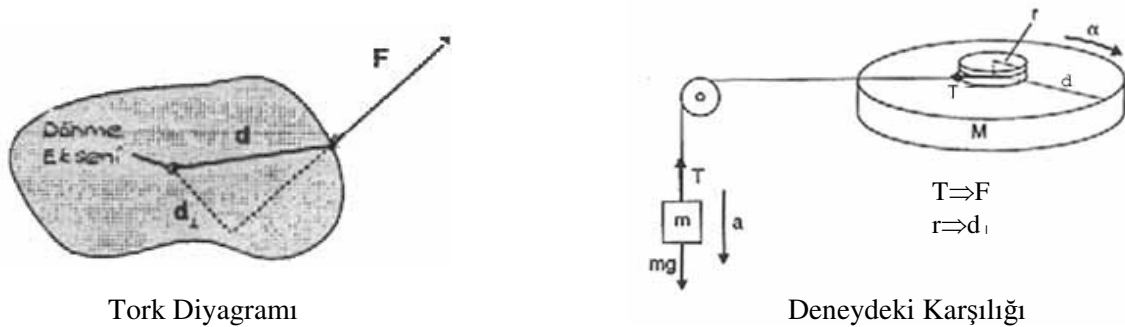 F
Dönme
Ekseni
d
d⊥
Tork Diyagramı
r
α
T
d
M
T
m
a
mg
T⇒F
r⇒d⊥
Deneydeki Karşılığı